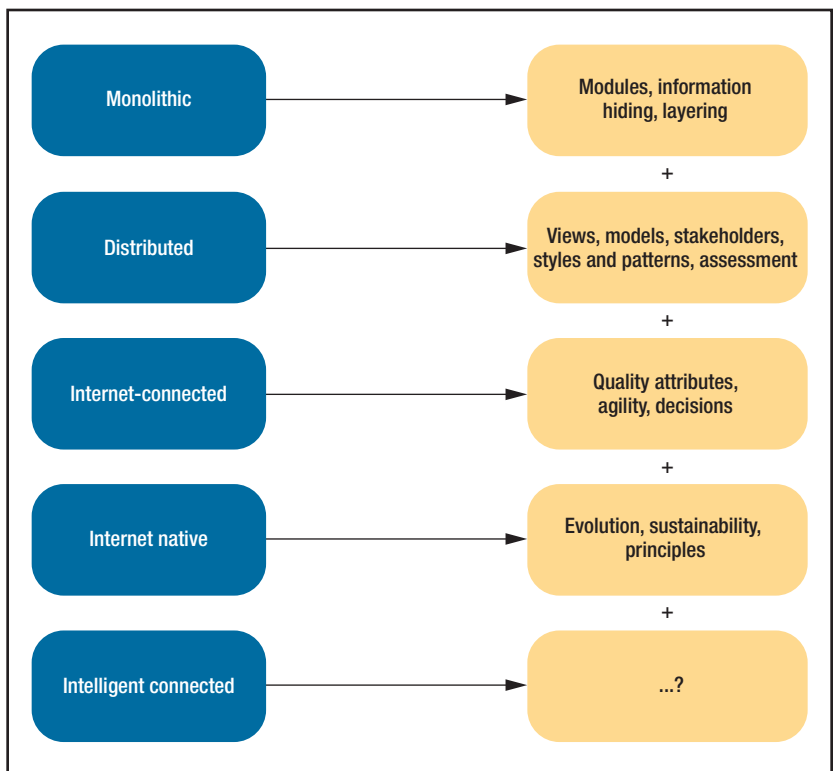 Monolithic
Modules, information
hiding, layering
+
Distributed
Views, models, stakeholders,
styles and patterns, assessment
+
Internet-connected
Quality attributes,
agility, decisions
+
Internet native
Evolution, sustainability,
principles
+
Intelligent connected
...?